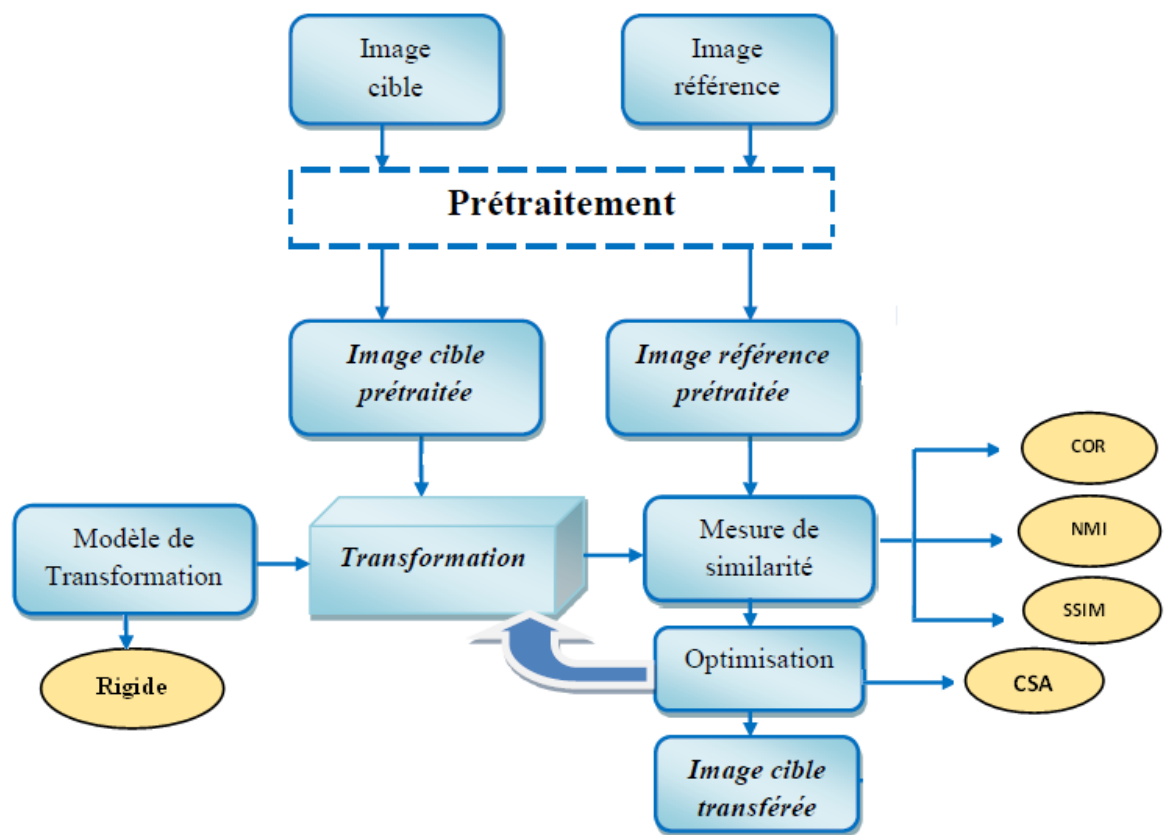 Image
cible
Image
référence
Prétraitement
Image cible
prétraitée
Image référence
prétraitée
COR
Modèle de
Transformation
Transformation
Mesure de
similarité
NMI
SSIM
Rigide
Optimisation
CSA
Image cible
transférée